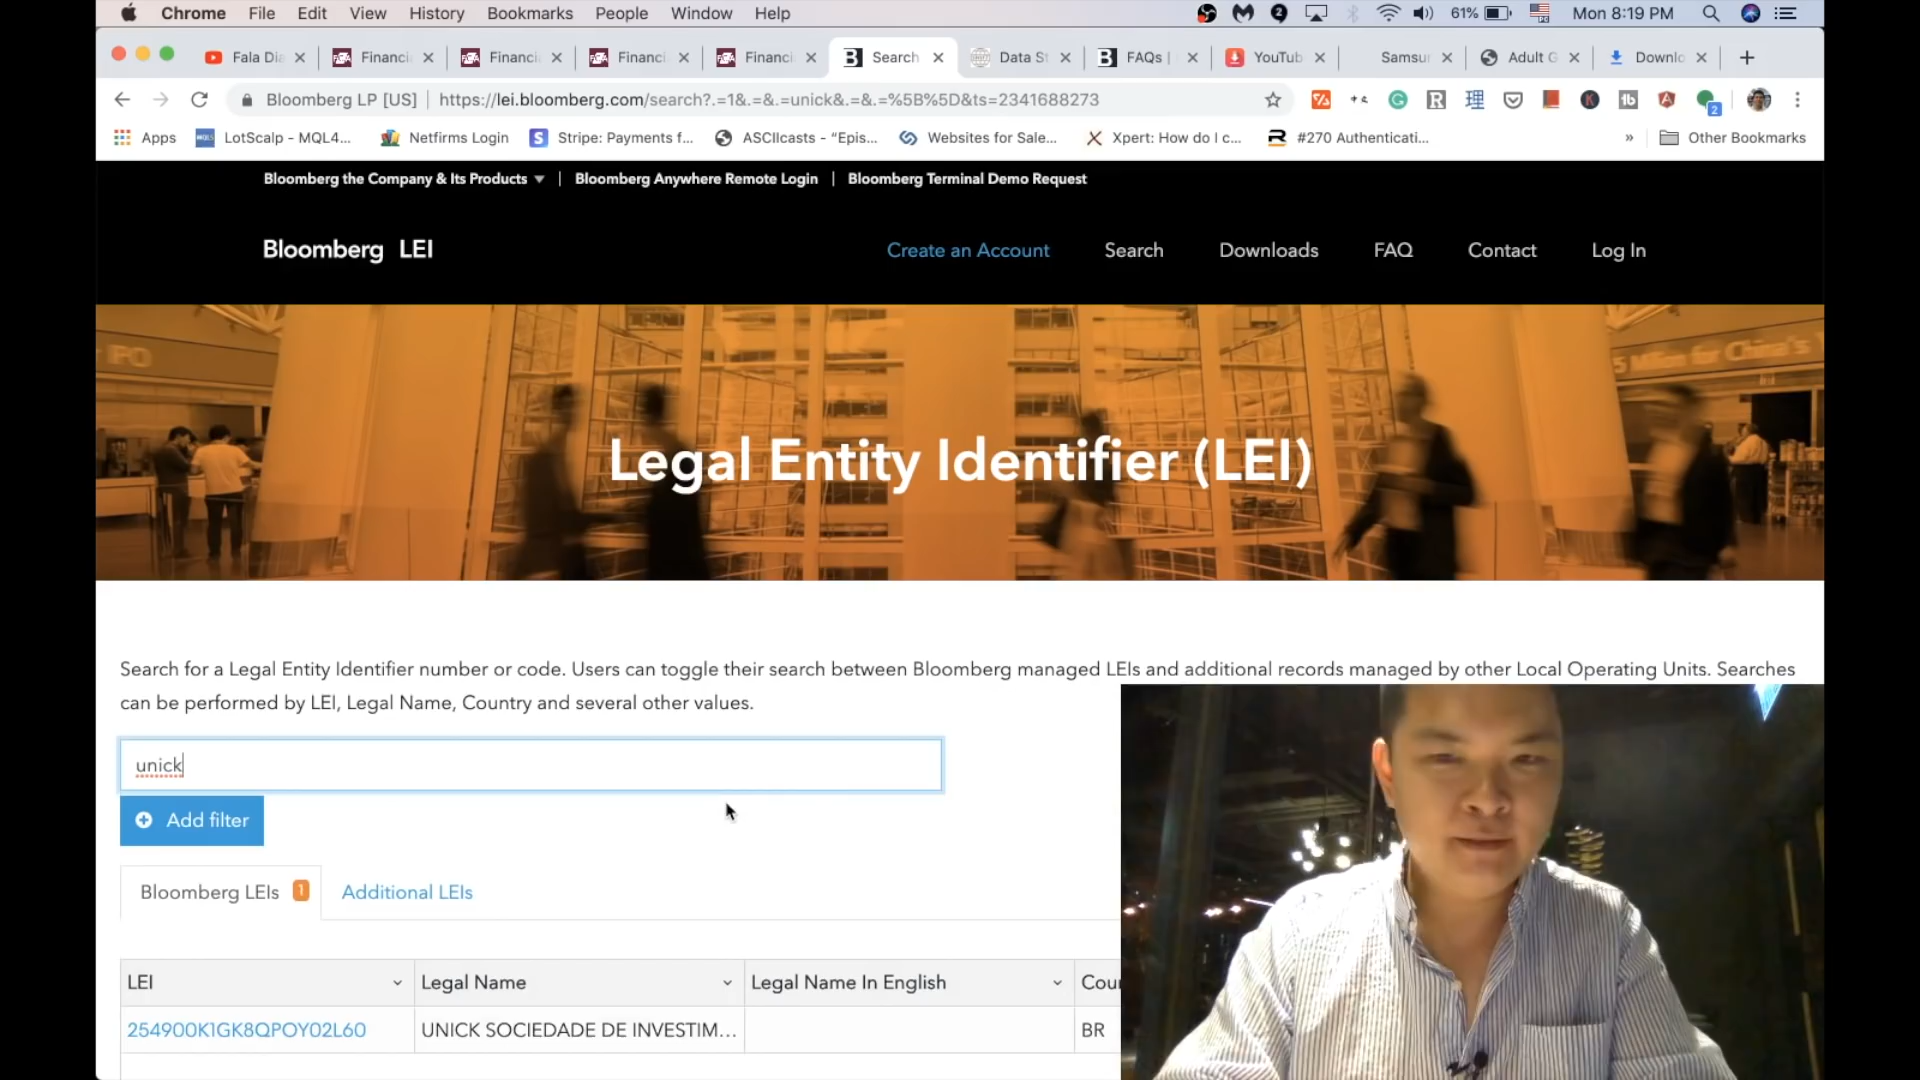 Chrome File Edit View History Bookmarks People Window Help
2 61% Mon 8:19 PM
Fala Dia
Financi
Financi
Financi
Financi
Search
Data St
FAQs |
YouTub
Samsun
Adult G
Downlo
Bloomberg LP [US] https://lei.bloomberg.com/search?.=1&.=&.=unick&.=&.=%5B%5D&ts=2341688273
Apps LotScalp - MQL4... Netfirms Login Stripe: Payments f... ASCIIcasts - “Epis... Websites for Sale... Xpert: How do I c... #270 Authenticati... » Other Bookmarks
Bloomberg the Company & Its Products | Bloomberg Anywhere Remote Login | Bloomberg Terminal Demo Request
Bloomberg LEI
Create an Account Search Downloads FAQ Contact Log In
IPO
Legal Entity Identifier (LEI)
Search for a Legal Entity Identifier number or code. Users can toggle their search between Bloomberg managed LEIs and additional records managed by other Local Operating Units. Searches
can be performed by LEI, Legal Name, Country and several other values.
unick
Add filter
Bloomberg LEIs 1 Additional LEIs
LEI Legal Name Legal Name In English Cou
254900K1GK8QPOY02L60 UNICK SOCIEDADE DE INVESTIM... BR